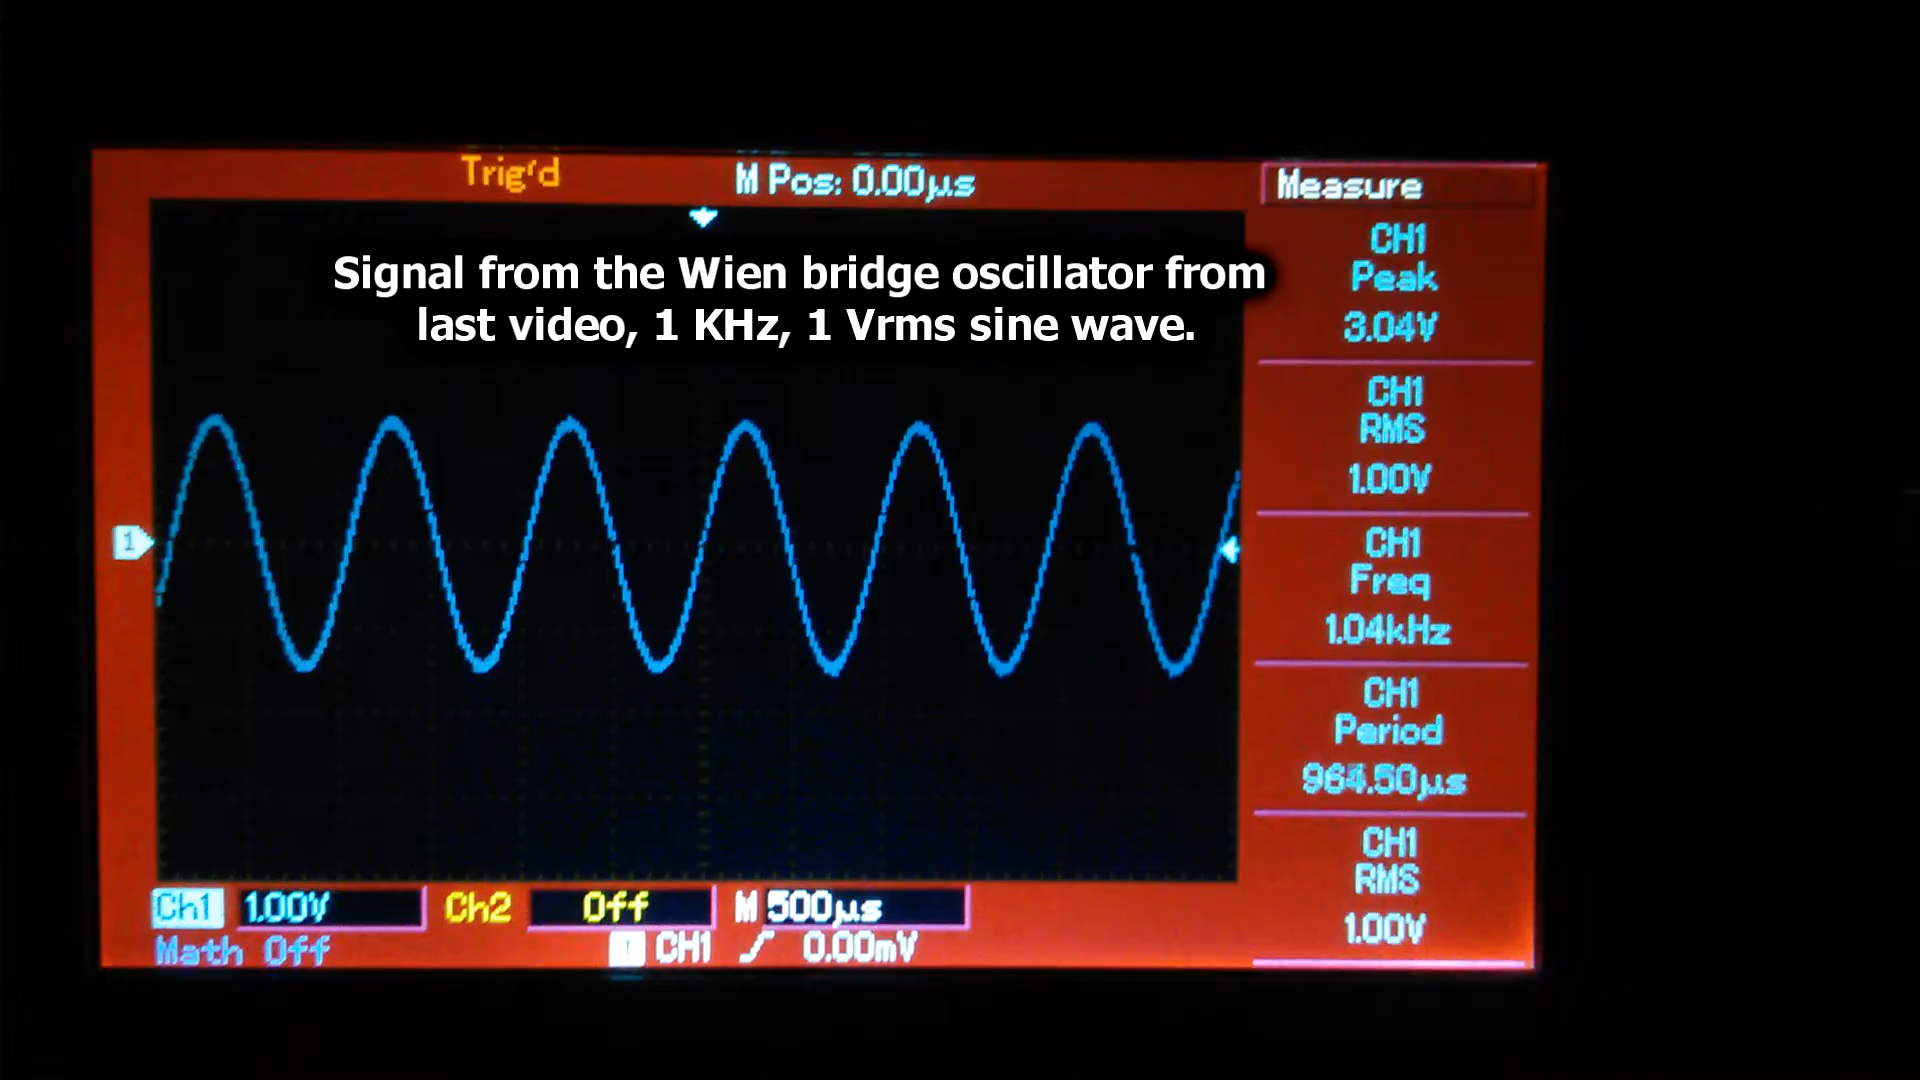 Trig'd
M Pos: 0.00µs
Measure
Signal from the Wien bridge oscillator from
last video, 1 KHz, 1 Vrms sine wave.
CH1
Peak
3.04V
CH1
RMS
1.00V
CH1
Freq
1.04kHz
CH1
Period
964.50µs
CH1
RMS
1.00V
1
Ch1 1.00V
Ch2 Off
M 500µs
Math Off
CH1 0.00mV